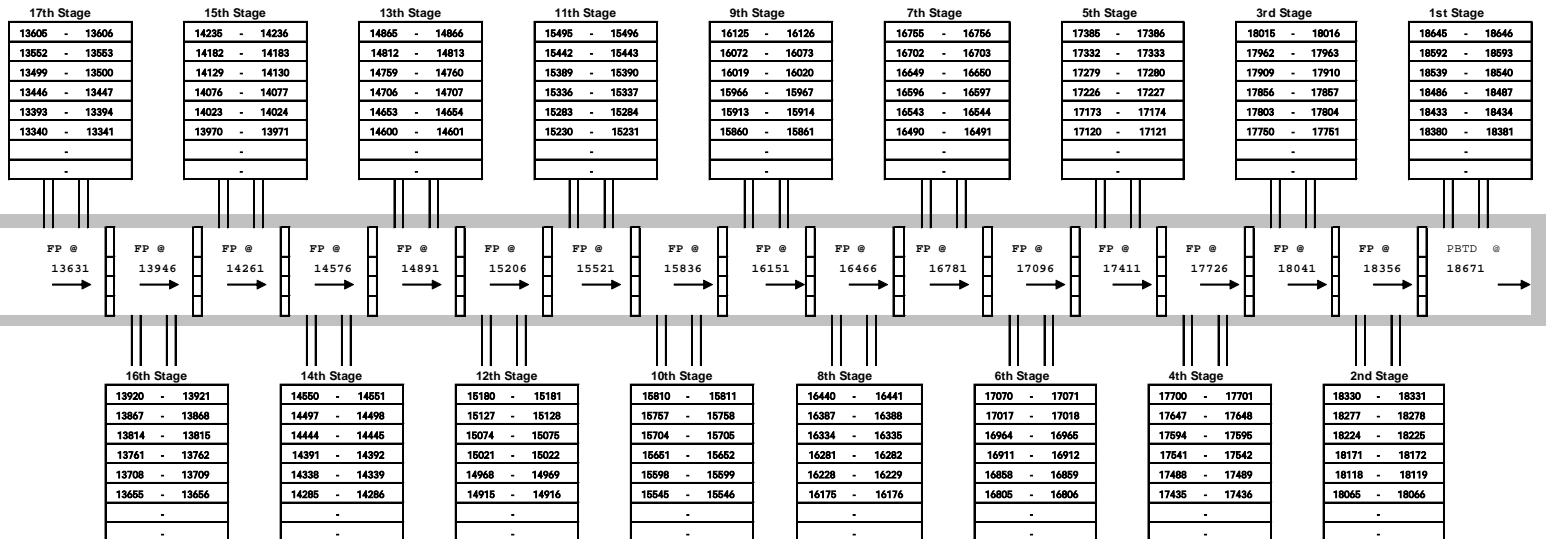 17th Stage 15th Stage 13th Stage 11th Stage 9th Stage 7th Stage 5th Stage 3rd Stage 1st Stage
13605 - 13606 14235 - 14236 14865 - 14866 15495 - 15496 16125 - 16126 16755 - 16756 17385 - 17386 18015 - 18016 18645 - 18646
13552 - 13553 14182 - 14183 14812 - 14813 15442 - 15443 16072 - 16073 16702 - 16703 17332 - 17333 17962 - 17963 18592 - 18593
13499 - 13500 14129 - 14130 14759 - 14760 15389 - 15390 16019 - 16020 16649 - 16650 17279 - 17280 17909 - 17910 18539 - 18540
13446 - 13447 14076 - 14077 14706 - 14707 15336 - 15337 15966 - 15967 16596 - 16597 17226 - 17227 17856 - 17857 18486 - 18487
13393 - 13394 14023 - 14024 14653 - 14654 15283 - 15284 15913 - 15914 16543 - 16544 17173 - 17174 17803 - 17804 18433 - 18434
13340 - 13341 13970 - 13971 14600 - 14601 15230 - 15231 15860 - 15861 16490 - 16491 17120 - 17121 17750 - 17751 18380 - 18381
- - - - - - - - -
- - - - - - - - -
FP @ FP @ FP @ FP @ FP @ FP @ FP @ FP @ FP @ FP @ FP @ FP @ FP @ FP @ FP @ FP @ PBTD @
13631 13946 14261 14576 14891 15206 15521 15836 16151 16466 16781 17096 17411 17726 18041 18356 18671
16th Stage 14th Stage 12th Stage 10th Stage 8th Stage 6th Stage 4th Stage 2nd Stage
13920 - 13921 14550 - 14551 15180 - 15181 15810 - 15811 16440 - 16441 17070 - 17071 17700 - 17701 18330 - 18331
13867 - 13868 14497 - 14498 15127 - 15128 15757 - 15758 16387 - 16388 17017 - 17018 17647 - 17648 18277 - 18278
13814 - 13815 14444 - 14445 15074 - 15075 15704 - 15705 16334 - 16335 16964 - 16965 17594 - 17595 18224 - 18225
13761 - 13762 14391 - 14392 15021 - 15022 15651 - 15652 16281 - 16282 16911 - 16912 17541 - 17542 18171 - 18172
13708 - 13709 14338 - 14339 14968 - 14969 15598 - 15599 16228 - 16229 16858 - 16859 17488 - 17489 18118 - 18119
13655 - 13656 14285 - 14286 14915 - 14916 15545 - 15546 16175 - 16176 16805 - 16806 17435 - 17436 18065 - 18066
- - - - - - - -
- - - - - - - -